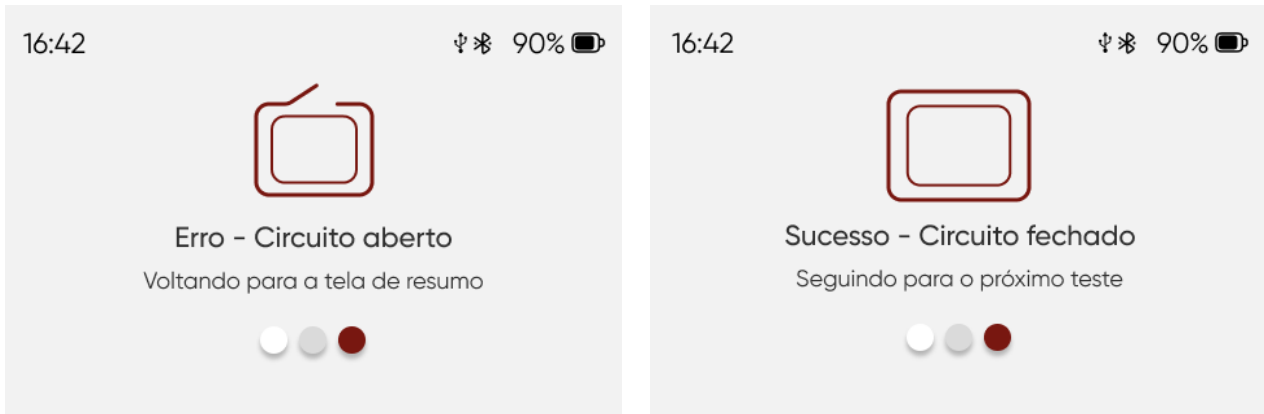 16:42 90%
Erro - Circuito aberto
Voltando para a tela de resumo
16:42 90%
Sucesso - Circuito fechado
Seguindo para o próximo teste